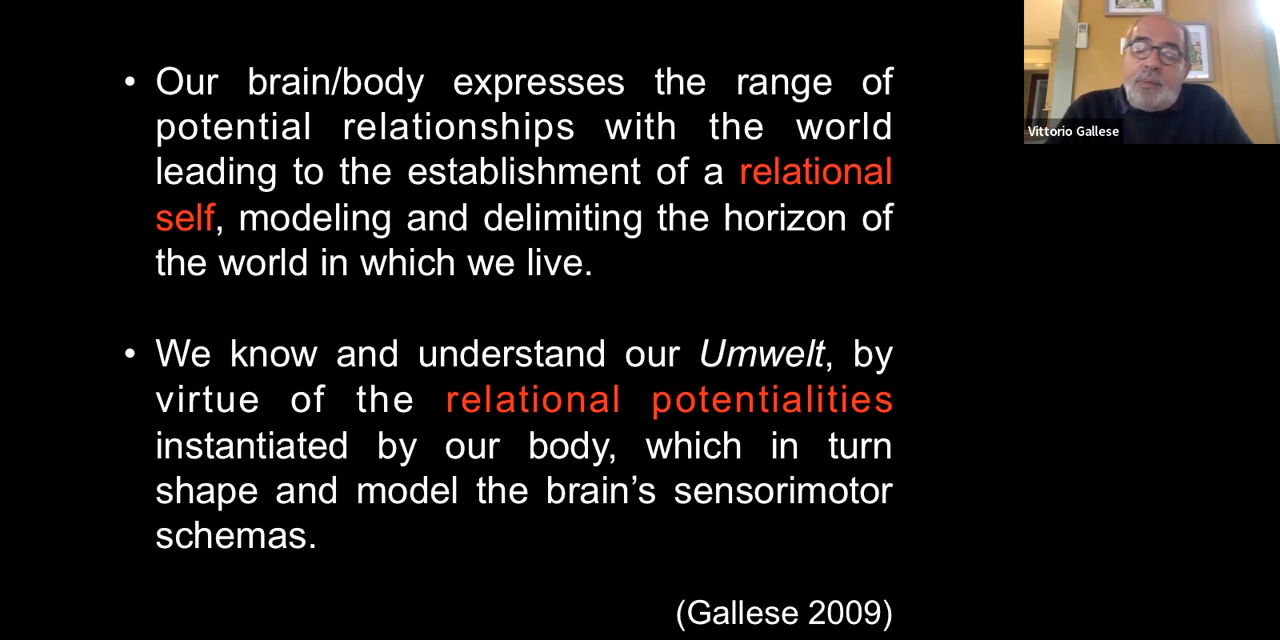 • Our brain/body expresses the range of
potential relationships with the world
leading to the establishment of a relational
self, modeling and delimiting the horizon of
the world in which we live.
• We know and understand our Umwelt, by
virtue of the relational potentialities
instantiated by our body, which in turn
shape and model the brain’s sensorimotor
schemas.
(Gallese 2009)
Vittorio Gallese